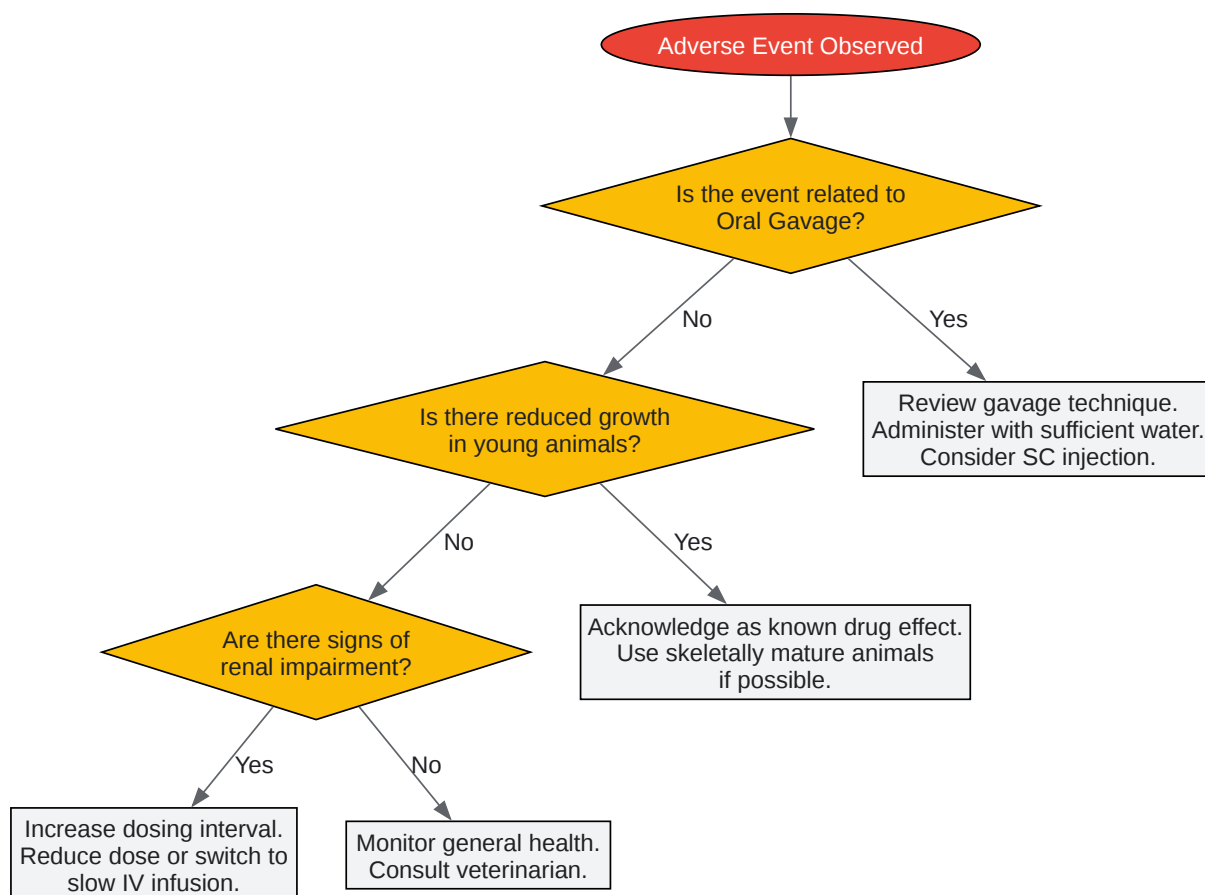 Adverse Event Observed
Is the event related to
Oral Gavage?
No
Yes
Is there reduced growth
in young animals?
Review gavage technique.
Administer with sufficient water.
Consider SC injection.
No
Yes
Are there signs of
renal impairment?
Acknowledge as known drug effect.
Use skeletally mature animals
if possible.
Yes
No
Increase dosing interval.
Reduce dose or switch to
slow IV infusion.
Monitor general health.
Consult veterinarian.